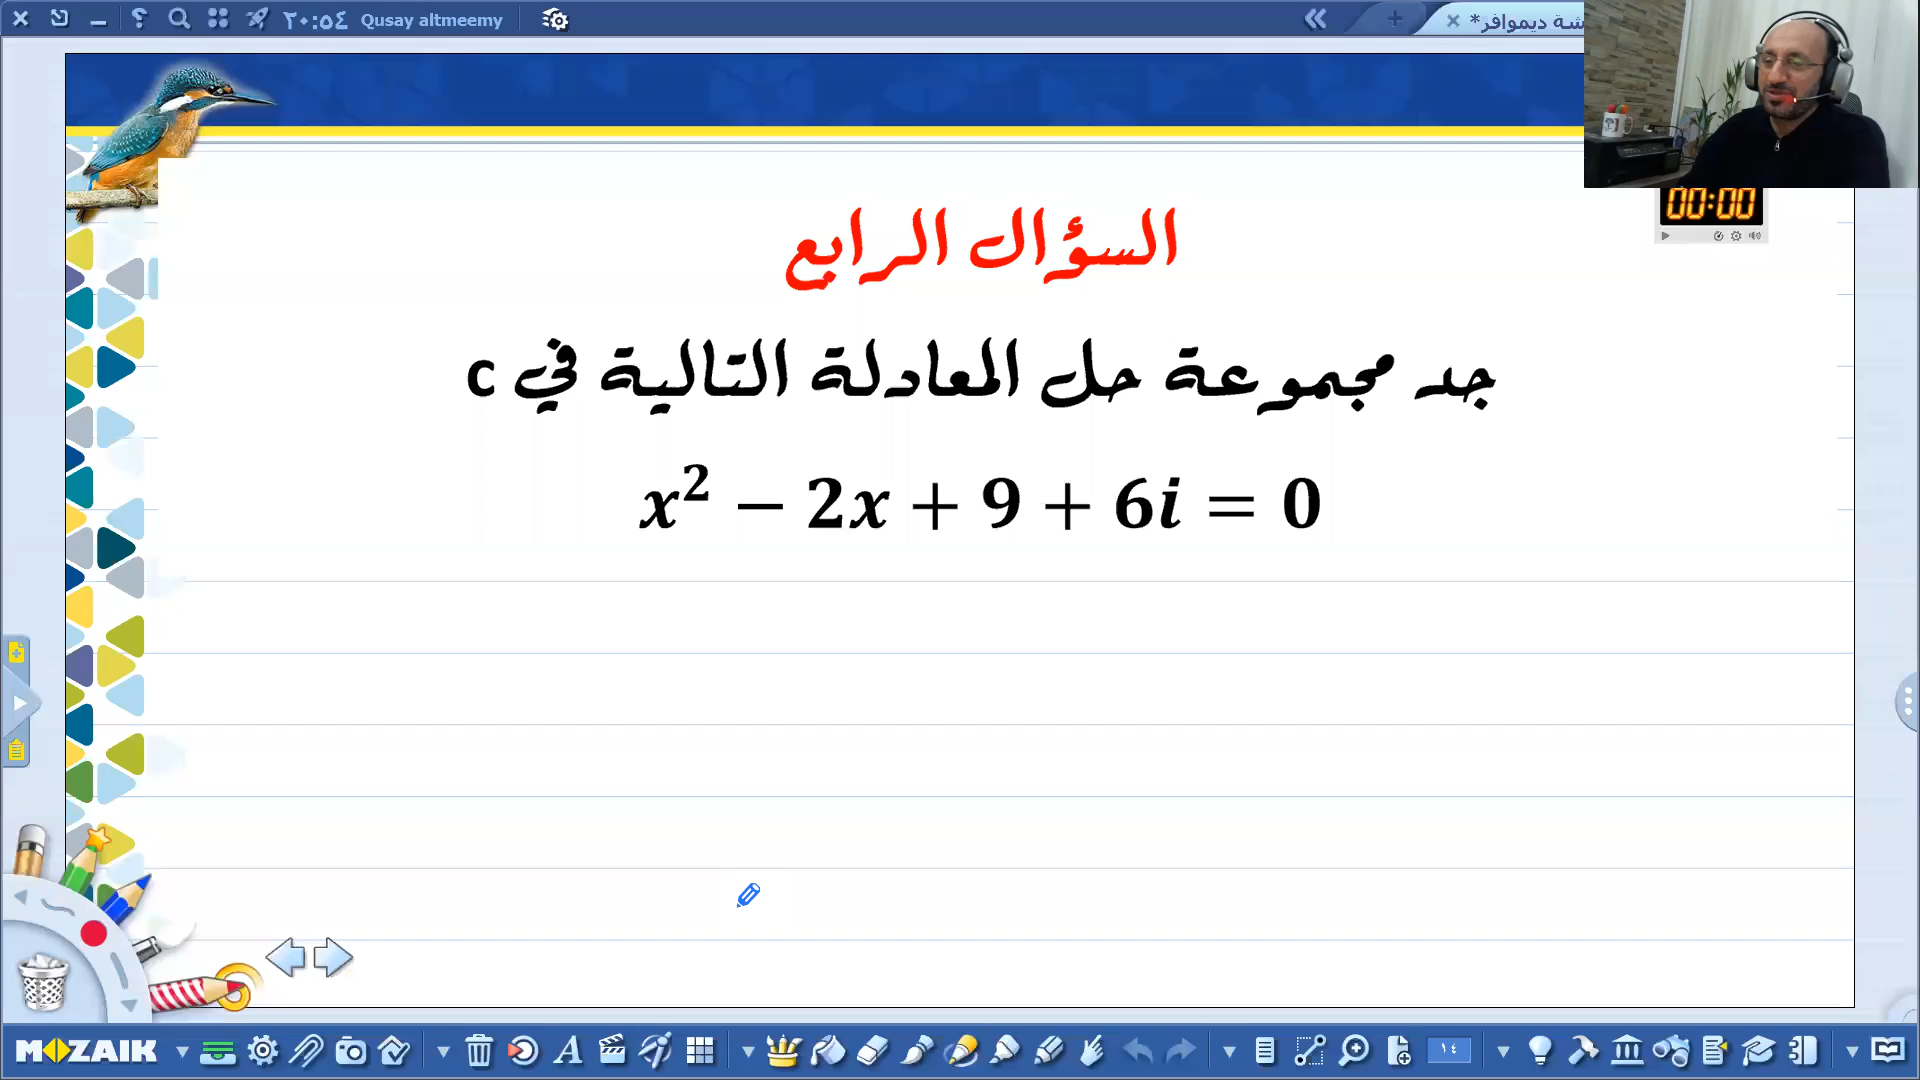 ٢٠:٥٤ Qusay altmeemy
شة ديموافر*
00:00
السؤال الرابع
جد مجموعة حل المعادلة التالية في c
x² − 2x + 9 + 6i = 0
MOZAIK
١٤